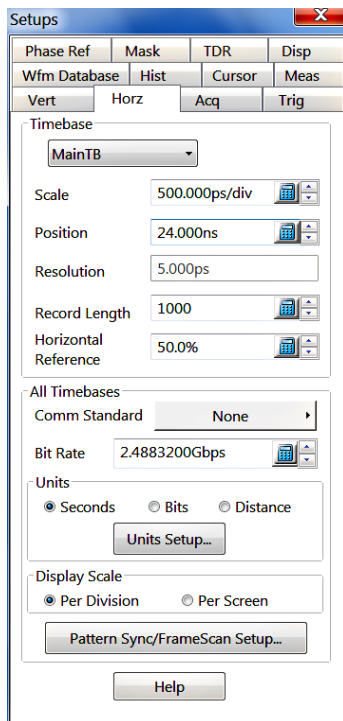 Setups
Phase Ref Mask TDR Disp
Wfm Database Hist Cursor Meas
Vert Horz Acq Trig
Timebase
MainTB
Scale 500.000ps/div
Position 24.000ns
Resolution 5.000ps
Record Length 1000
Horizontal
Reference 50.0%
All Timebases
Comm Standard None
Bit Rate 2.4883200Gbps
Units
Seconds Bits Distance
Units Setup...
Display Scale
Per Division Per Screen
Pattern Sync/FrameScan Setup...
Help